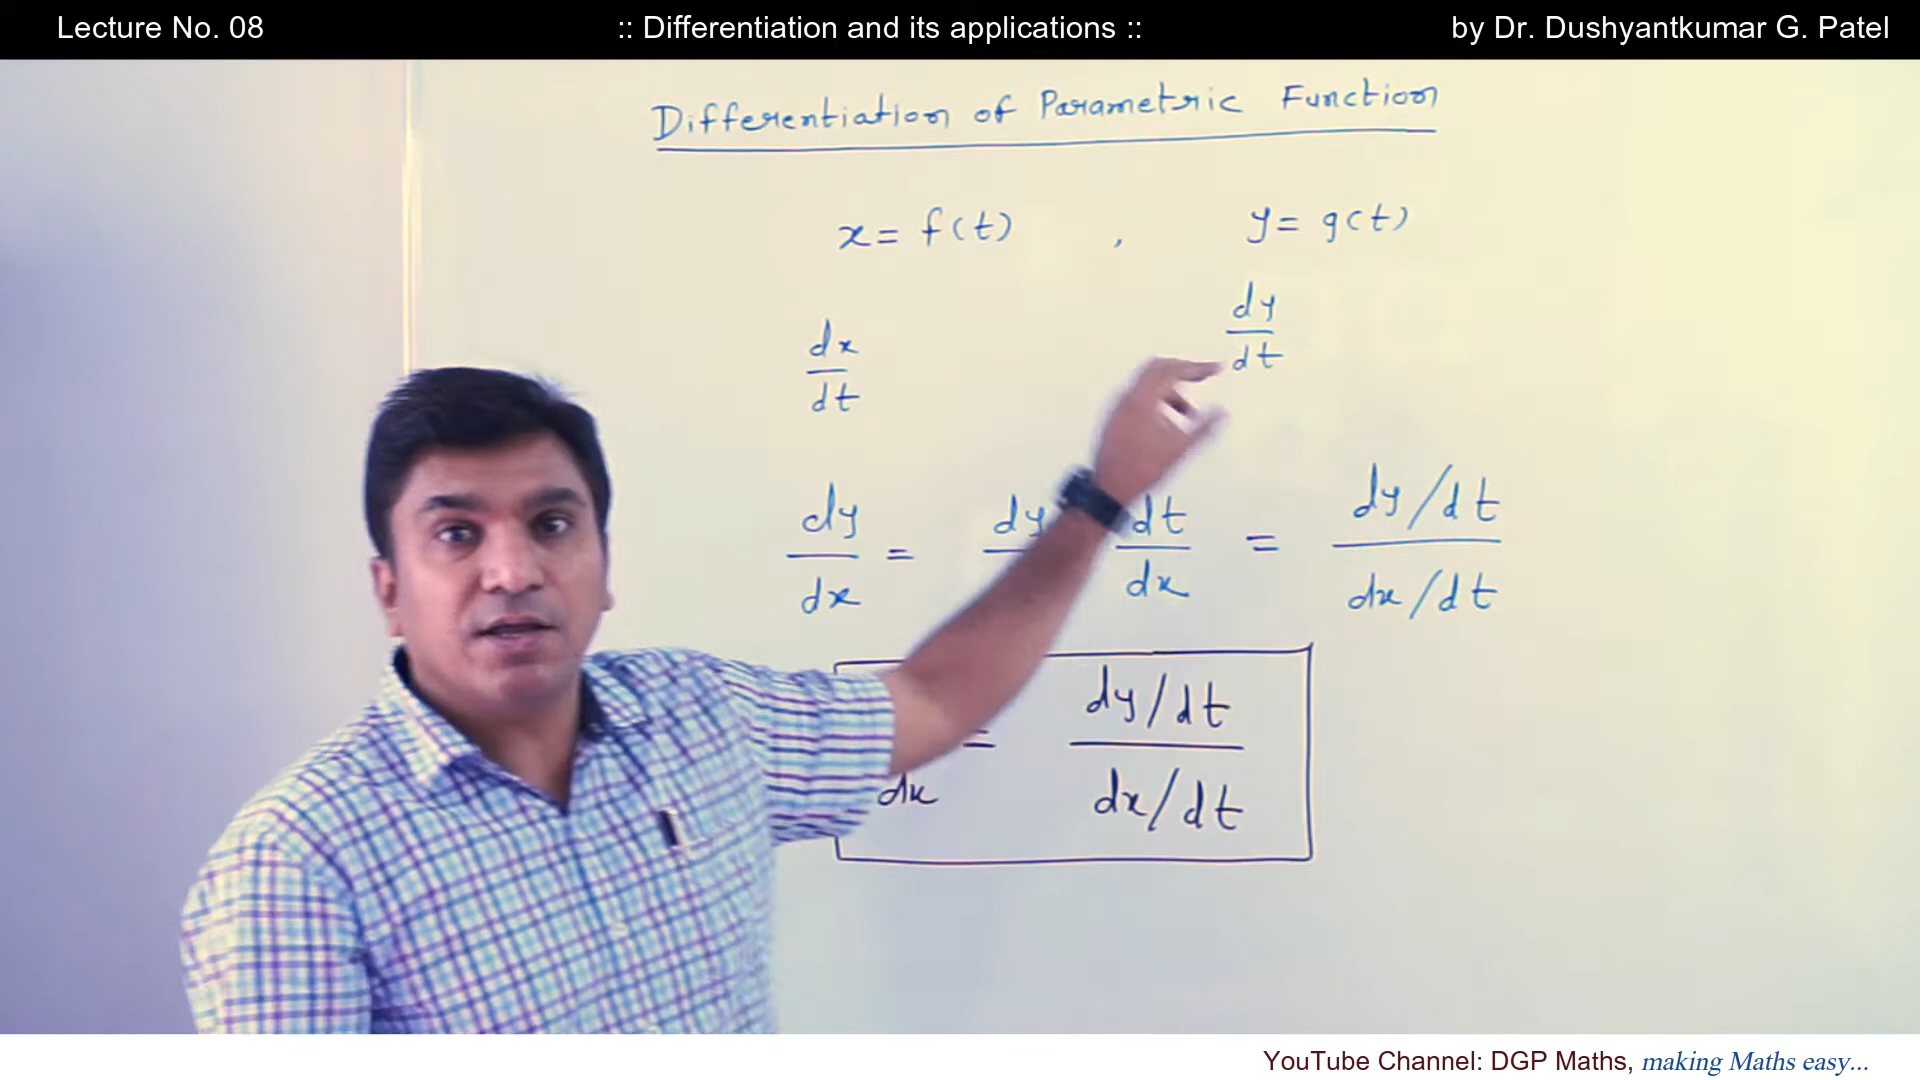 Lecture No. 08 :: Differentiation and its applications :: by Dr. Dushyantkumar G. Patel
Differentiation of Parametric Function
x = f(t) , y = g(t)
dx/dt dy/dt
dy/dx = dy dt/dx = dy/dt / dx/dt
dx = dy/dt / dx/dt
YouTube Channel: DGP Maths, making Maths easy...